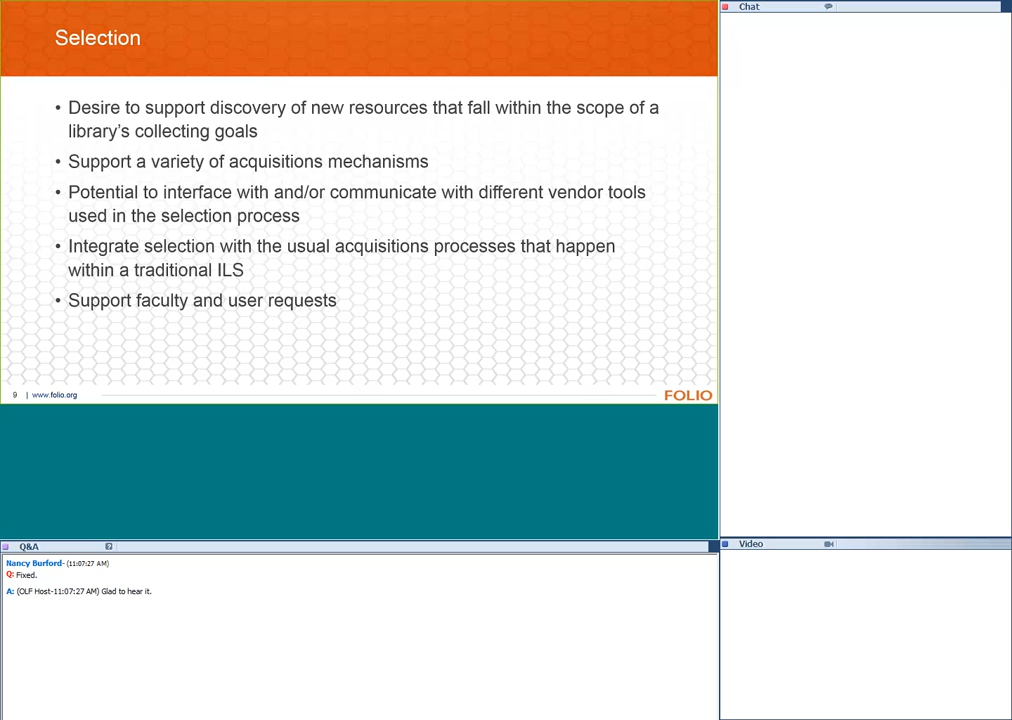 Selection
• Desire to support discovery of new resources that fall within the scope of a
library's collecting goals
• Support a variety of acquisitions mechanisms
• Potential to interface with and/or communicate with different vendor tools
used in the selection process
• Integrate selection with the usual acquisitions processes that happen
within a traditional ILS
• Support faculty and user requests
9 | www.folio.org
FOLIO
Chat
Q&A
Nancy Burford- (11:07:27 AM)
Q: Fixed.
A: (OLF Host-11:07:27 AM) Glad to hear it.
Video